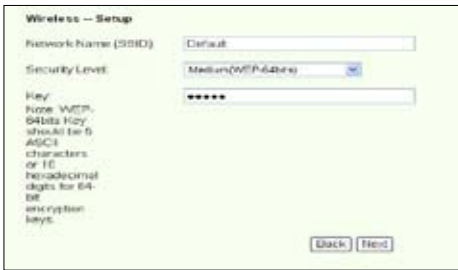 Wireless -- Setup
Network Name (SSID) Default
Security Level: Medium(WEP-64bits)
Key: •••••
Note: WEP-
64bits Key
should be 5
ASCII
characters
or 10
hexadecimal
digits for 64-
bit
encryption
keys.
Back Next